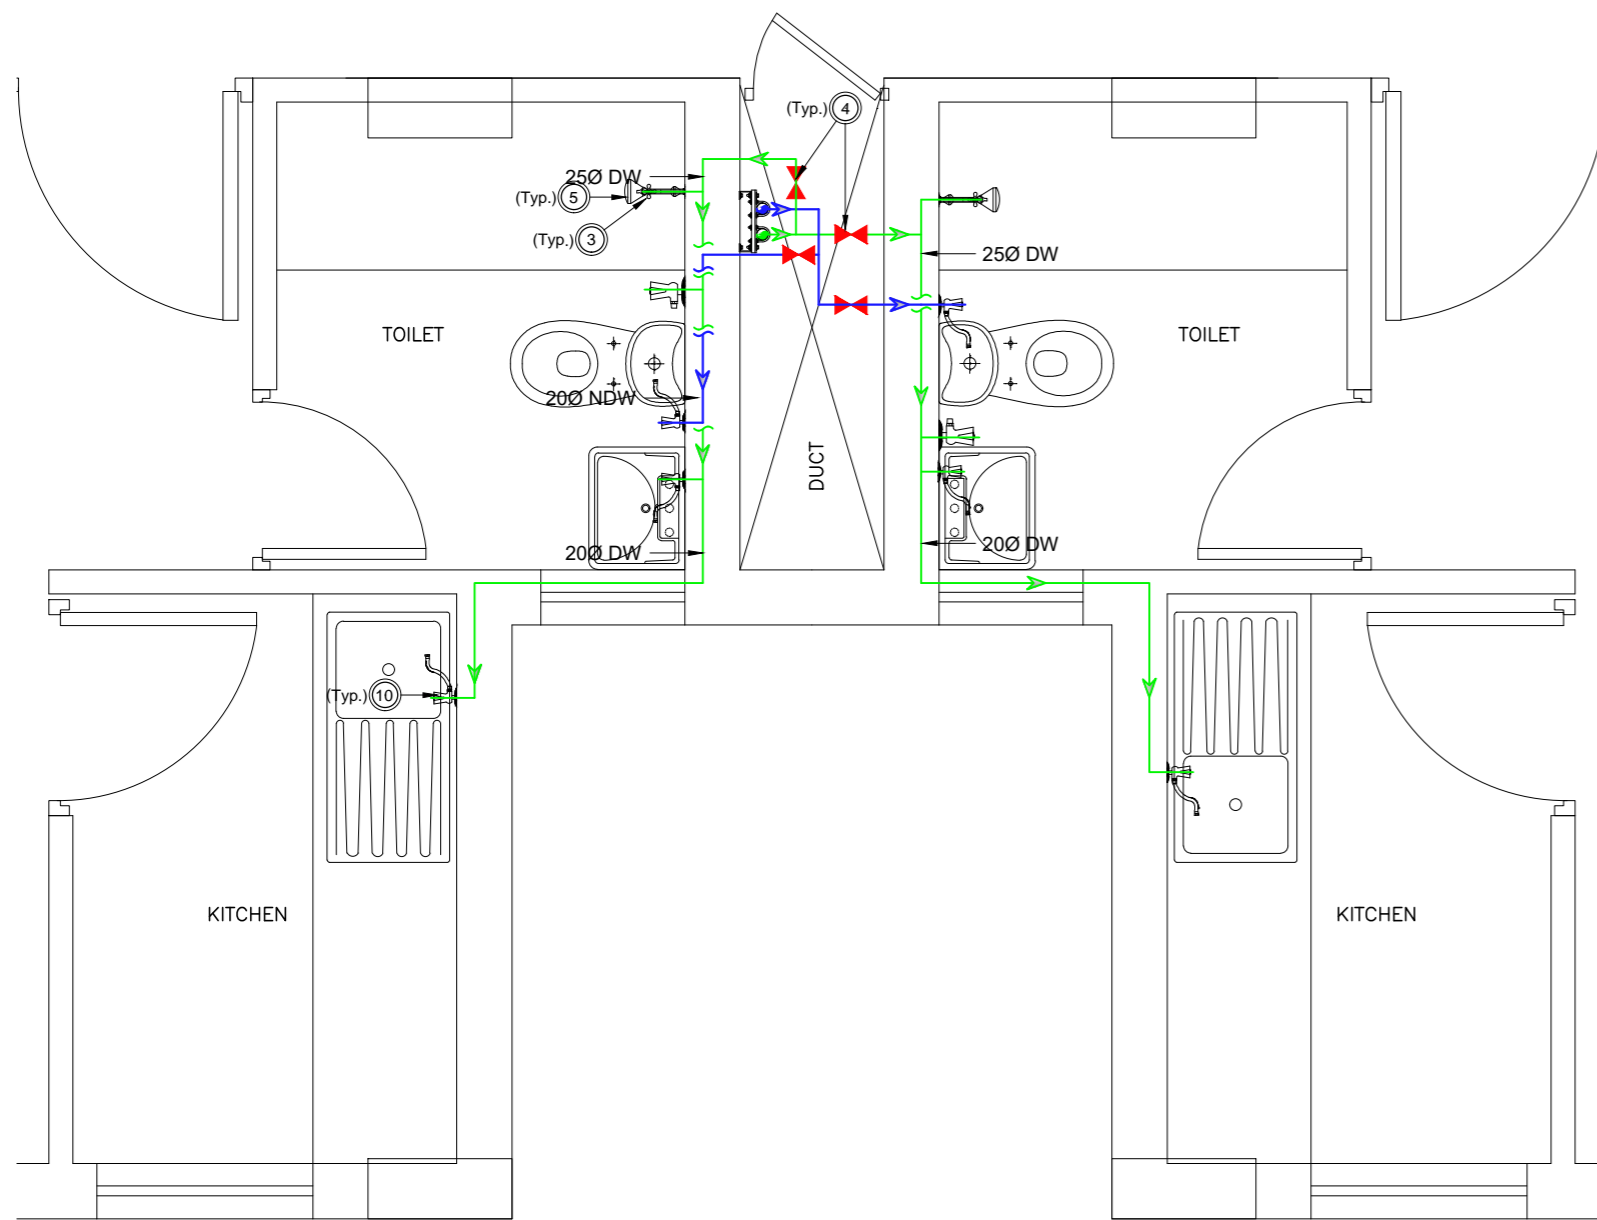 (Typ.) 4
25Ø DW
(Typ.) 5
(Typ.) 3
25Ø DW
TOILET
TOILET
20Ø NDW
DUCT
20Ø DW
20Ø DW
(Typ.) 10
KITCHEN
KITCHEN